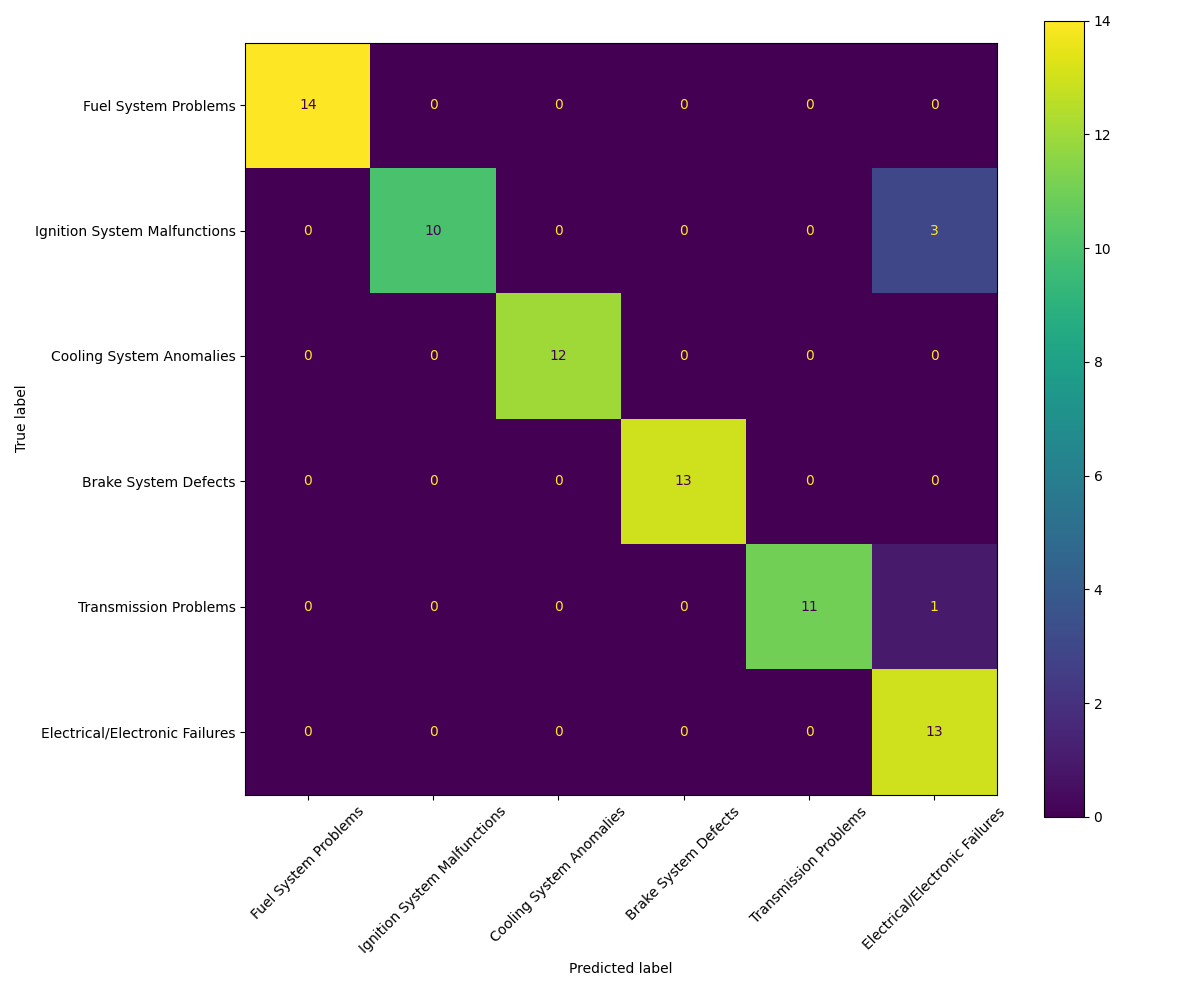 Fuel System Problems 14 0 0 0 0 0
Ignition System Malfunctions 0 10 0 0 0 3
Cooling System Anomalies 0 0 12 0 0 0
Brake System Defects 0 0 0 13 0 0
Transmission Problems 0 0 0 0 11 1
Electrical/Electronic Failures 0 0 0 0 0 13
True label
Fuel System Problems
Ignition System Malfunctions
Cooling System Anomalies
Brake System Defects
Transmission Problems
Electrical/Electronic Failures
Predicted label
14
12
10
8
6
4
2
0